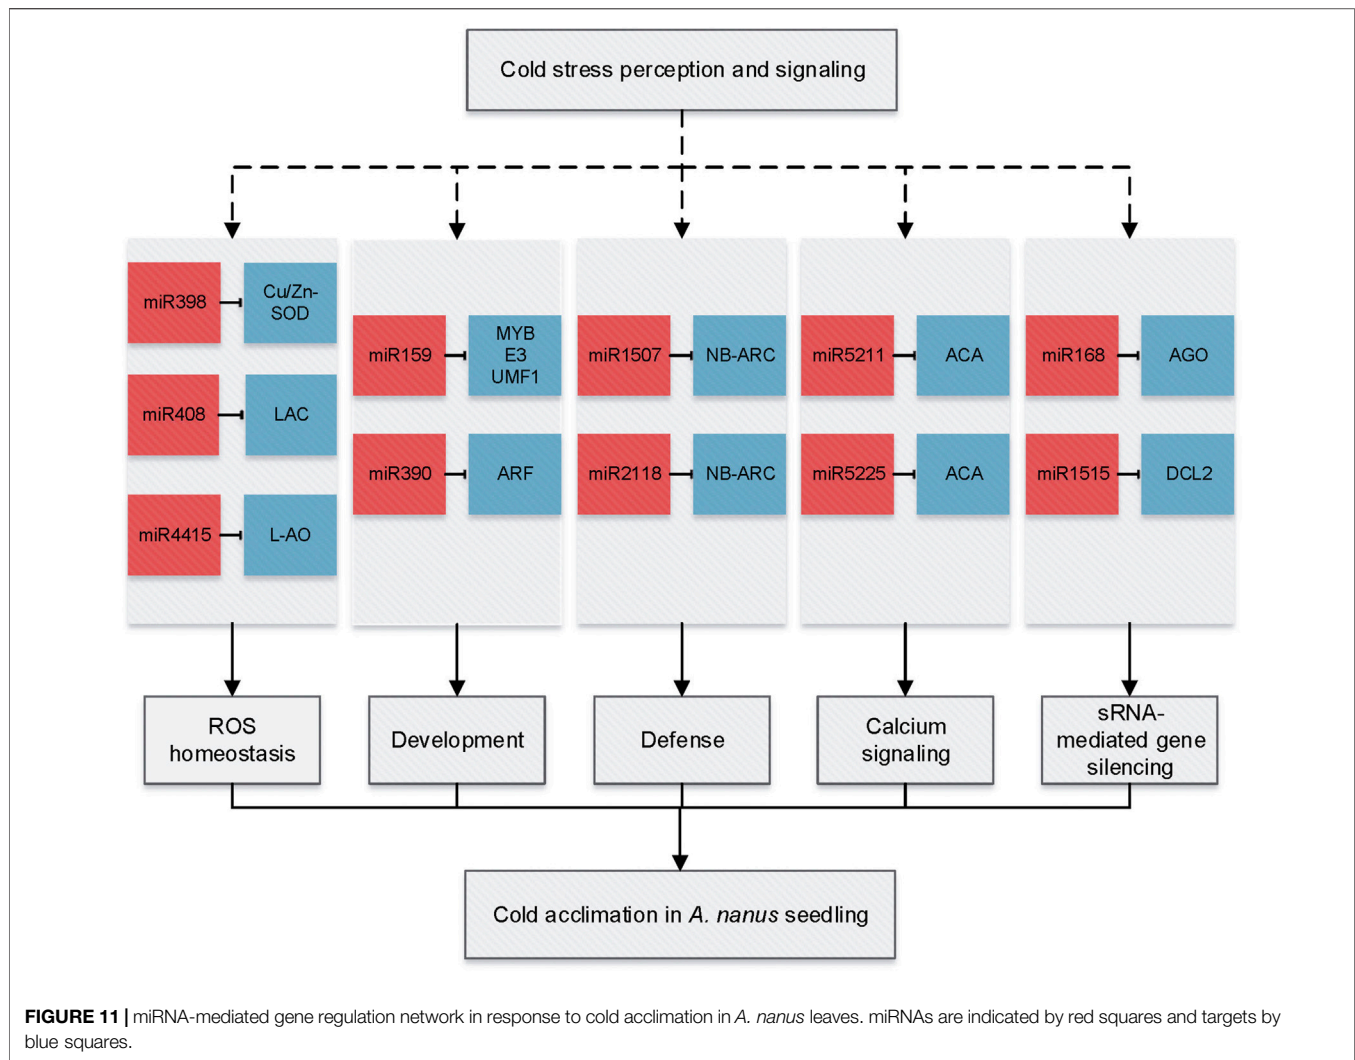 Cold stress perception and signaling
miR398
Cu/Zn-
SOD
miR408
LAC
miR4415
L-AO
miR159
MYB
E3
UMF1
miR390
ARF
miR1507
NB-ARC
miR2118
NB-ARC
miR5211
ACA
miR5225
ACA
miR168
AGO
miR1515
DCL2
ROS
homeostasis
Development
Defense
Calcium
signaling
sRNA-
mediated gene
silencing
Cold acclimation in A. nanus seedling
FIGURE 11 | miRNA-mediated gene regulation network in response to cold acclimation in A. nanus leaves. miRNAs are indicated by red squares and targets by
blue squares.